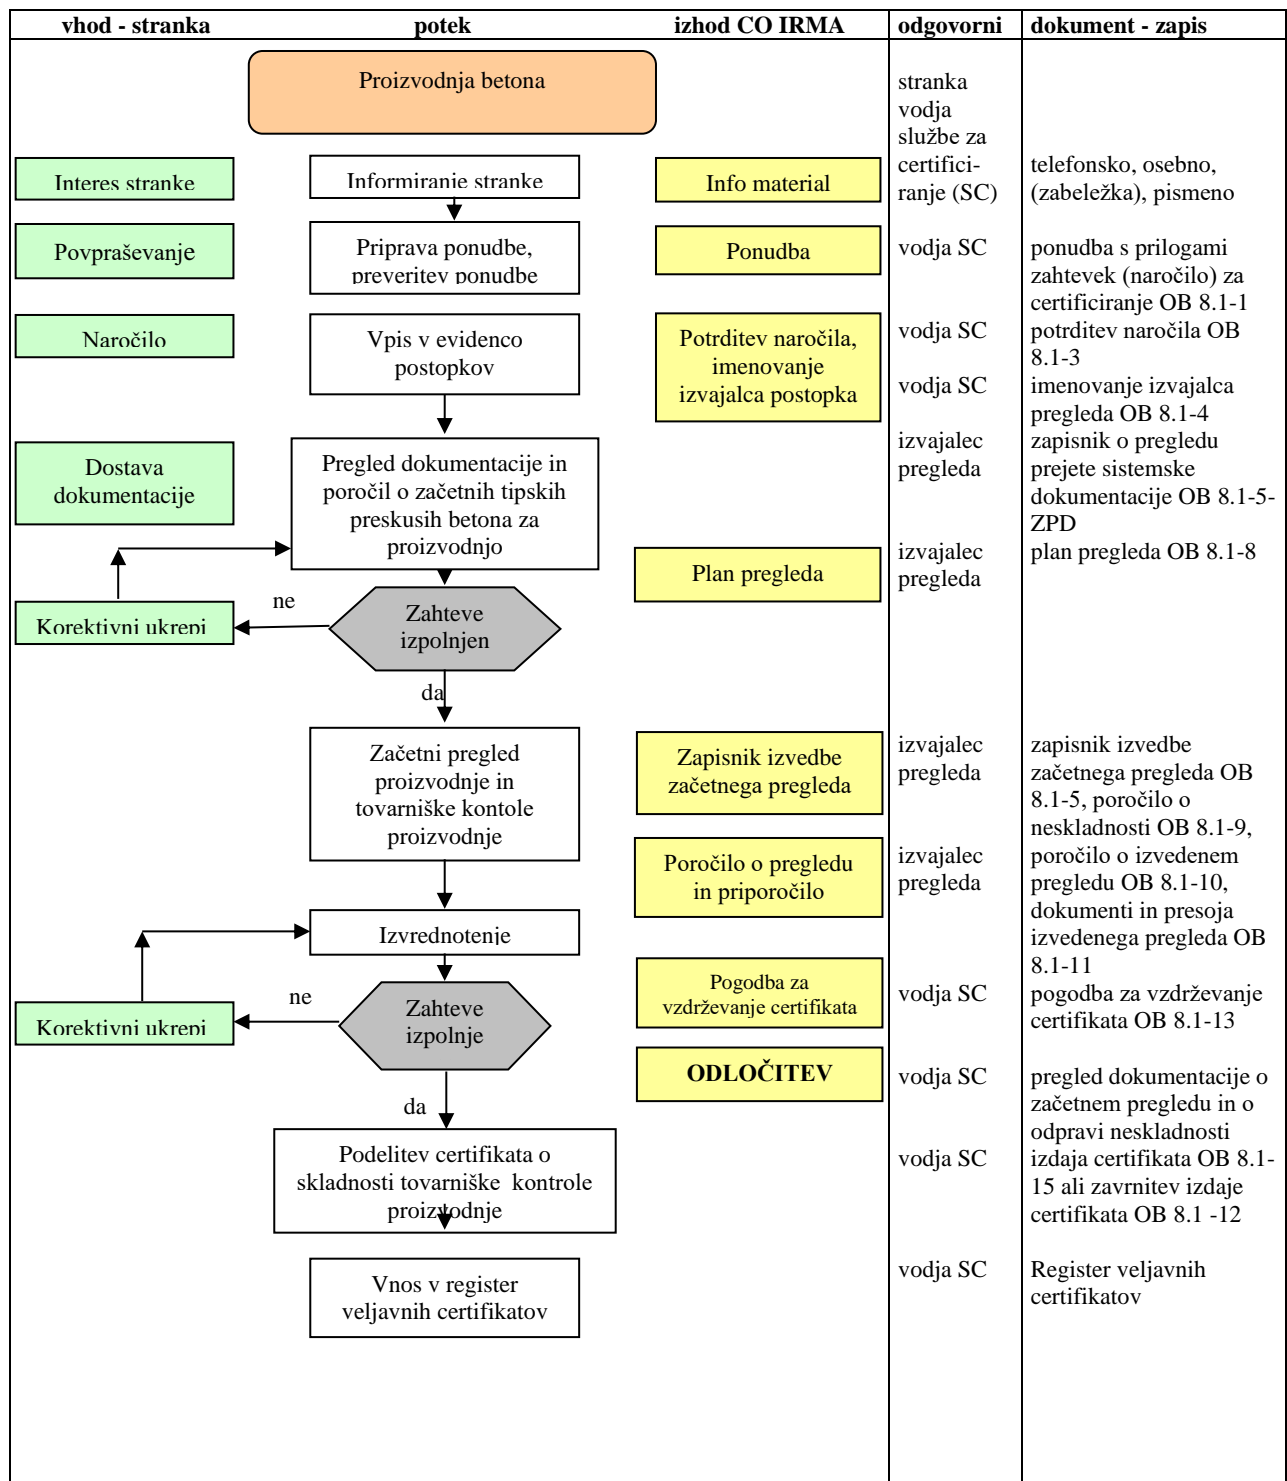 vhod - stranka
potek
izhod CO IRMA
odgovorni
dokument - zapis
Proizvodnja betona
stranka
vodja
službe za
certifici-
ranje (SC)
Interes stranke
Informiranje stranke
Info material
telefonsko, osebno,
(zabeležka), pismeno
Povpraševanje
Priprava ponudbe,
preveritev ponudbe
Ponudba
vodja SC
ponudba s prilogami
zahtevek (naročilo) za
certificiranje OB 8.1-1
Naročilo
Vpis v evidenco
postopkov
Potrditev naročila,
imenovanje
izvajalca postopka
vodja SC
potrditev naročila OB
8.1-3
vodja SC
imenovanje izvajalca
pregleda OB 8.1-4
Dostava
dokumentacije
Pregled dokumentacije in
poročil o začetnih tipskih
preskusih betona za
proizvodnjo
izvajalec
pregleda
zapisnik o pregledu
prejete sistemske
dokumentacije OB 8.1-5-
ZPD
Plan pregleda
izvajalec
pregleda
plan pregleda OB 8.1-8
Korektivni ukrepi
ne
Zahteve
izpolnjen
da
Začetni pregled
proizvodnje in
tovarniške kontole
proizvodnje
Zapisnik izvedbe
začetnega pregleda
izvajalec
pregleda
zapisnik izvedbe
začetnega pregleda OB
8.1-5, poročilo o
neskladnosti OB 8.1-9,
Poročilo o pregledu
in priporočilo
izvajalec
pregleda
poročilo o izvedenem
pregledu OB 8.1-10,
dokumenti in presoja
izvedenega pregleda OB
8.1-11
Izvrednotenje
Pogodba za
vzdrževanje certifikata
vodja SC
pogodba za vzdrževanje
certifikata OB 8.1-13
Korektivni ukrepi
ne
Zahteve
izpolnje
da
ODLOČITEV
vodja SC
pregled dokumentacije o
začetnem pregledu in o
odpravi neskladnosti
Podelitev certifikata o
skladnosti tovarniške kontrole
proizvodnje
vodja SC
izdaja certifikata OB 8.1-
15 ali zavrnitev izdaje
certifikata OB 8.1 -12
Vnos v register
veljavnih certifikatov
vodja SC
Register veljavnih
certifikatov